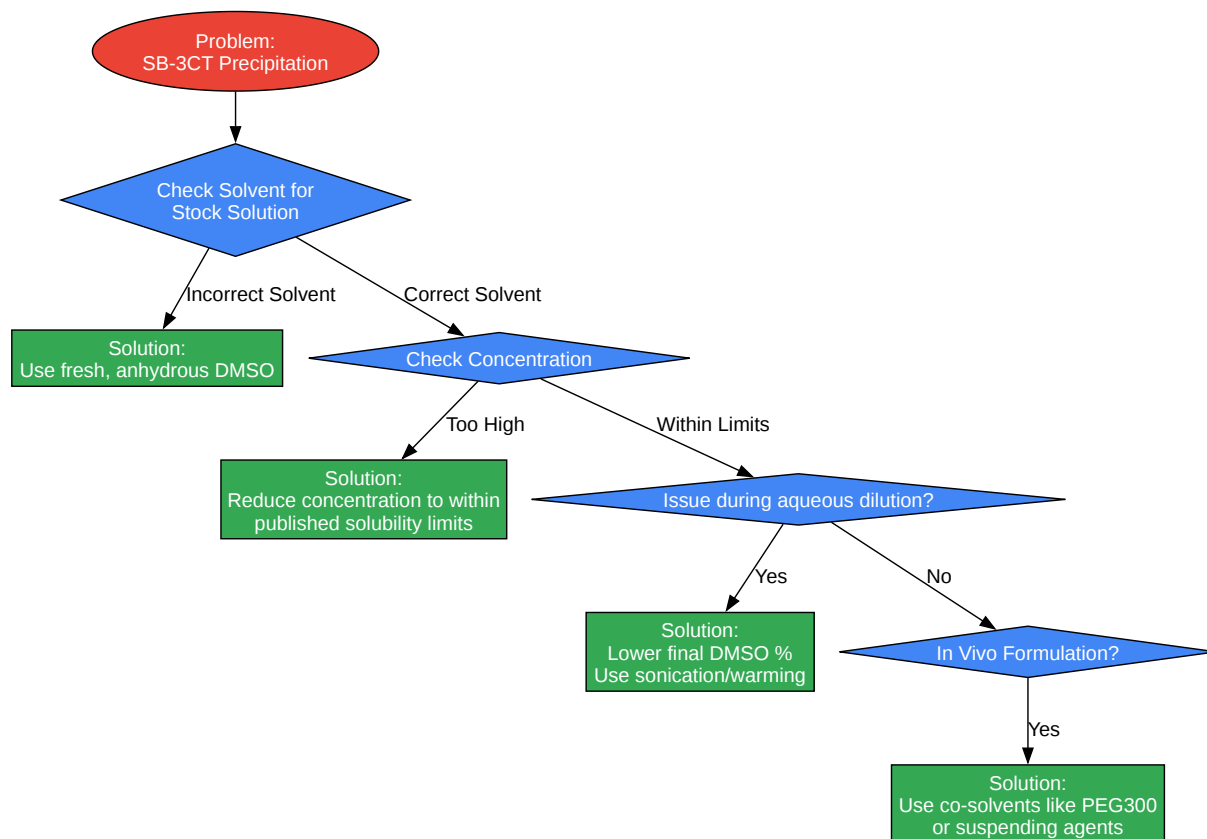 Problem:
SB-3CT Precipitation
Check Solvent for
Stock Solution
Incorrect Solvent
Correct Solvent
Solution:
Use fresh, anhydrous DMSO
Check Concentration
Too High
Within Limits
Solution:
Reduce concentration to within
published solubility limits
Issue during aqueous dilution?
Yes
No
Solution:
Lower final DMSO %
Use sonication/warming
In Vivo Formulation?
Yes
Solution:
Use co-solvents like PEG300
or suspending agents